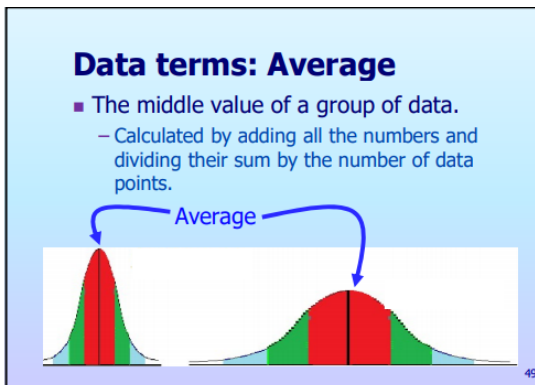 Data terms: Average
■ The middle value of a group of data.
– Calculated by adding all the numbers and
dividing their sum by the number of data
points.
Average
49